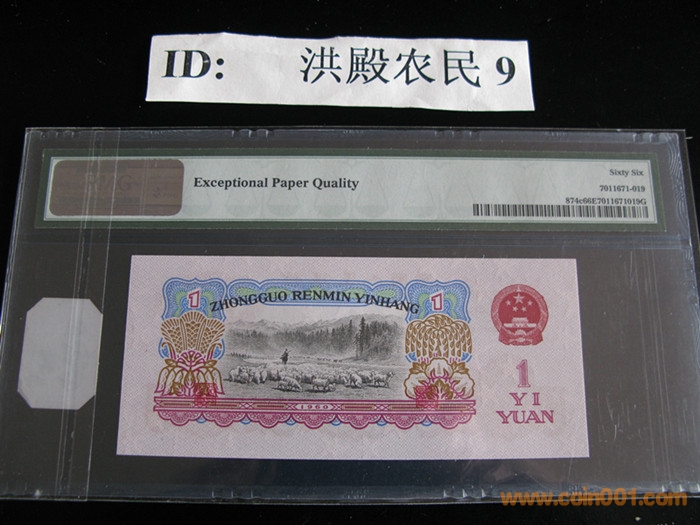 ID: 洪殿农民 9
Exceptional Paper Quality
Sixty Six
7011671-019
874c66E7011671019G
1 ZHONGGUO RENMIN YINHANG 1
1960
1
YI
YUAN
www.coin001.com